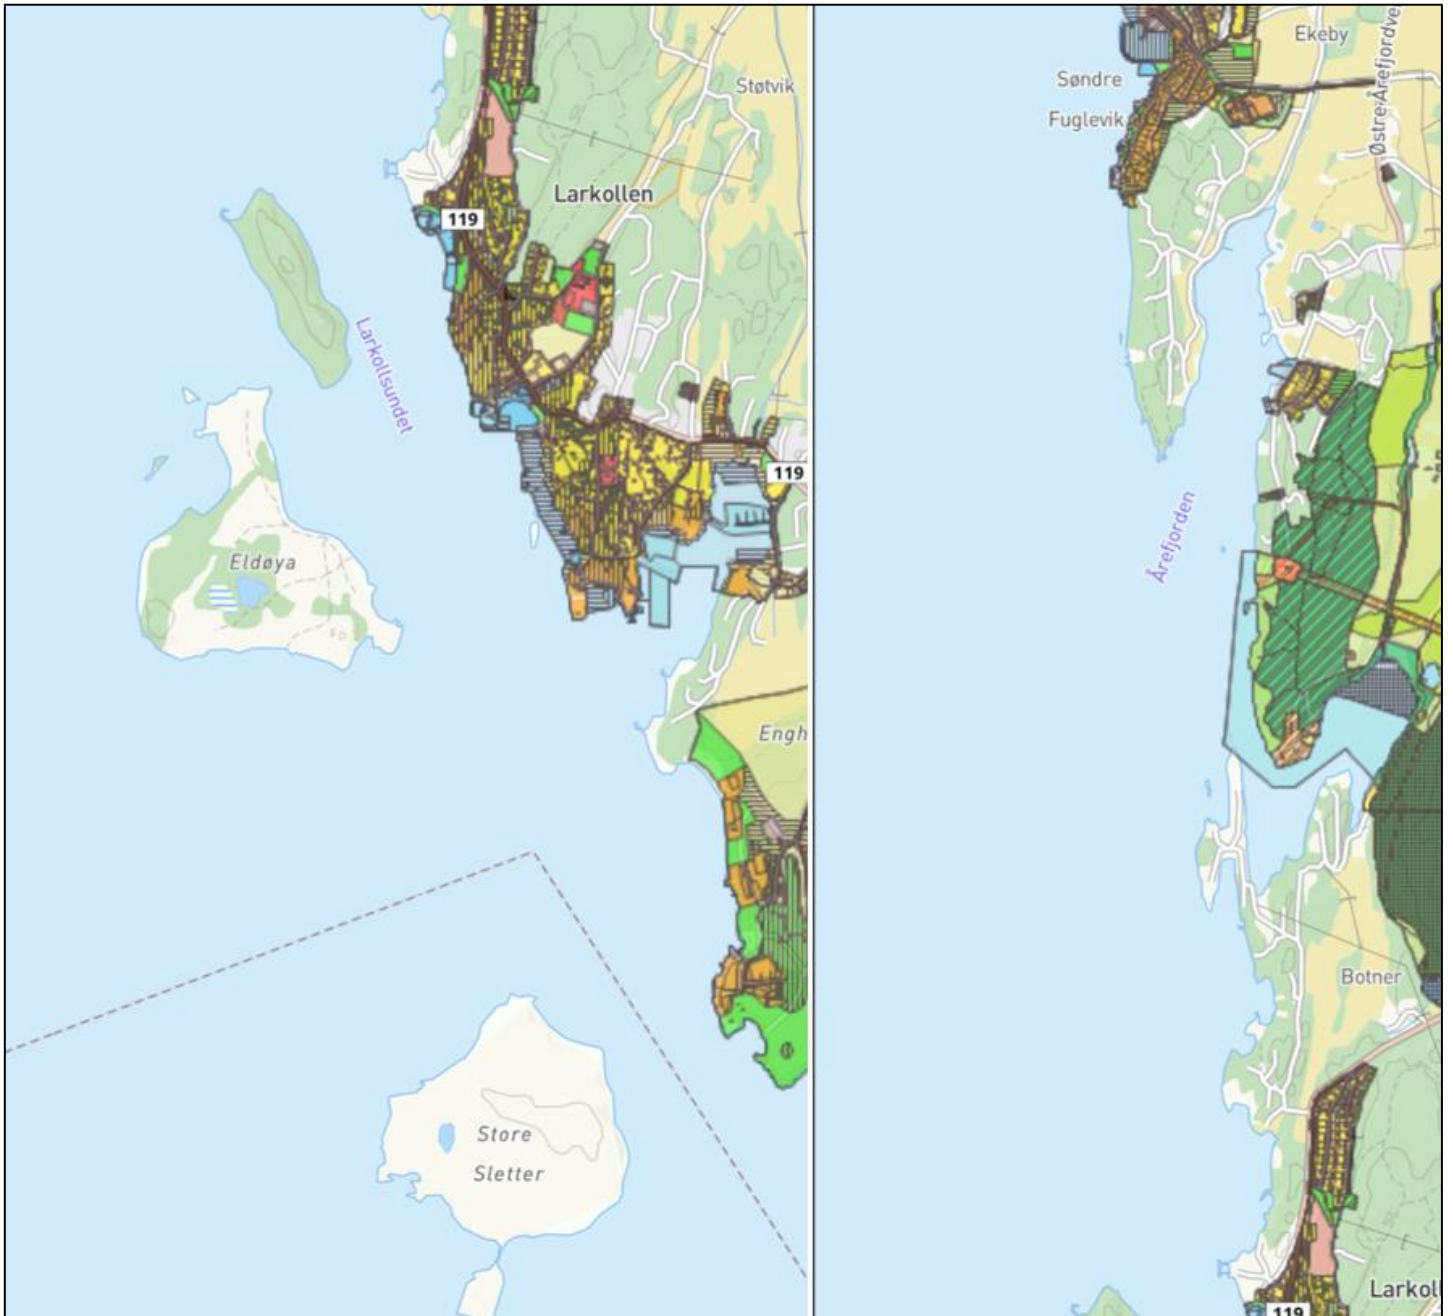 Støtvik
Larkollen
119
Larkollsundet
119
Eldøya
Engh
Store
Sletter
Ekeby
Østre Årefjordve
Søndre
Fuglevik
Årefjorden
Botner
Larkoll
119